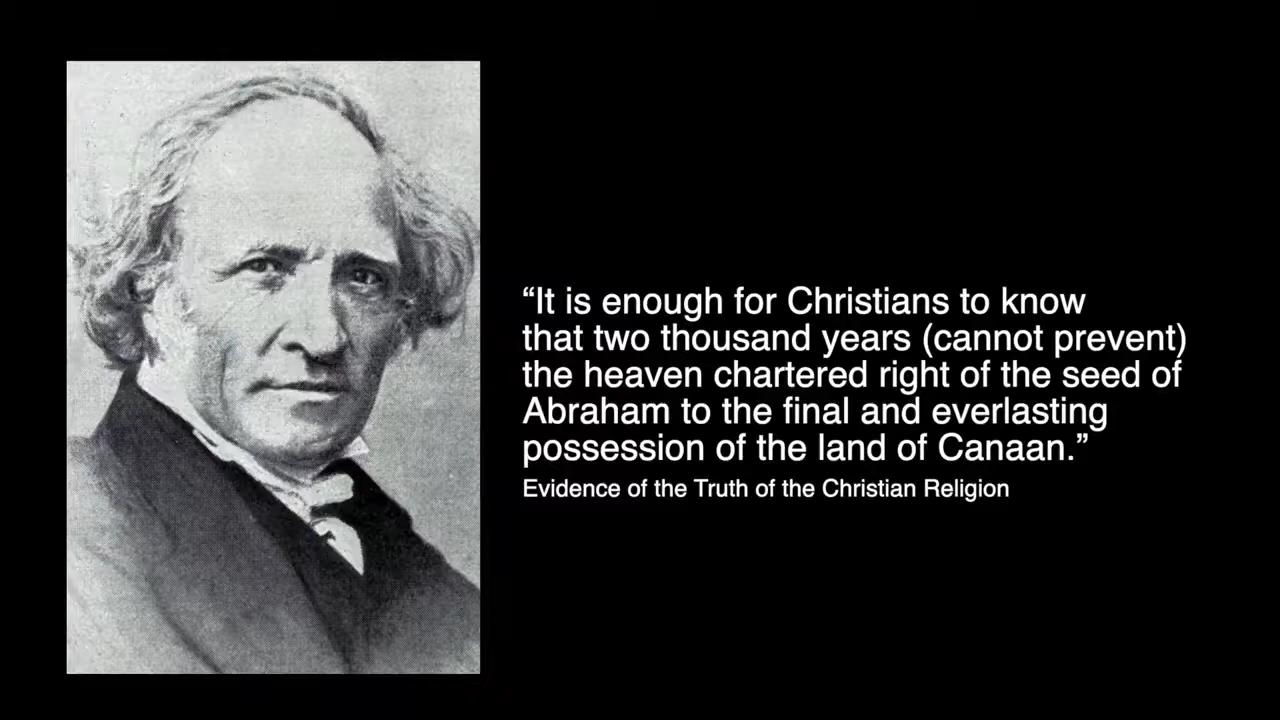 “It is enough for Christians to know
that two thousand years (cannot prevent)
the heaven chartered right of the seed of
Abraham to the final and everlasting
possession of the land of Canaan.”
Evidence of the Truth of the Christian Religion